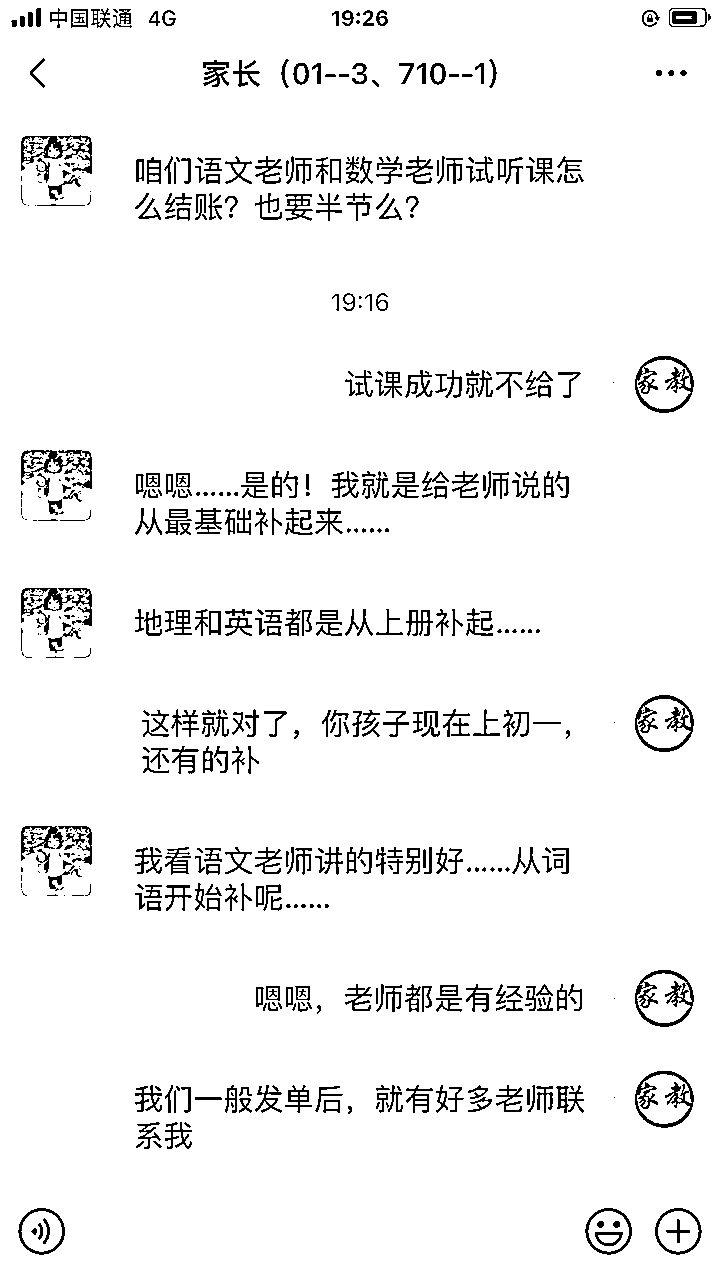 中国联通 4G 19:26
家长（01--3、710--1）
咱们语文老师和数学老师试听课怎
么结账？也要半节么？
19:16
试课成功就不给了
家教
嗯嗯……是的！我就是给老师说的
从最基础补起来……
地理和英语都是从上册补起……
这样就对了，你孩子现在上初一，
还有的补
家教
我看语文老师讲的特别好……从词
语开始补呢……
嗯嗯，老师都是有经验的
家教
我们一般发单后，就有好多老师联
系我
家教